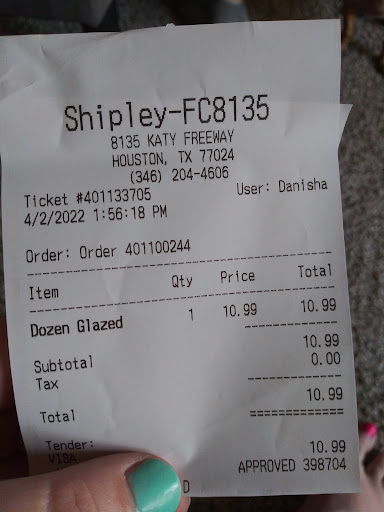 Shipley-FC8135
8135 KATY FREEWAY
HOUSTON, TX 77024
(346) 204-4606
Ticket #401133705 User: Danisha
4/2/2022 1:56:18 PM
Order: Order 401100244
Item Qty Price Total
Dozen Glazed 1 10.99 10.99
10.99
Subtotal 0.00
Tax
10.99
Total
Tender: 10.99
VISA APPROVED 398704
D